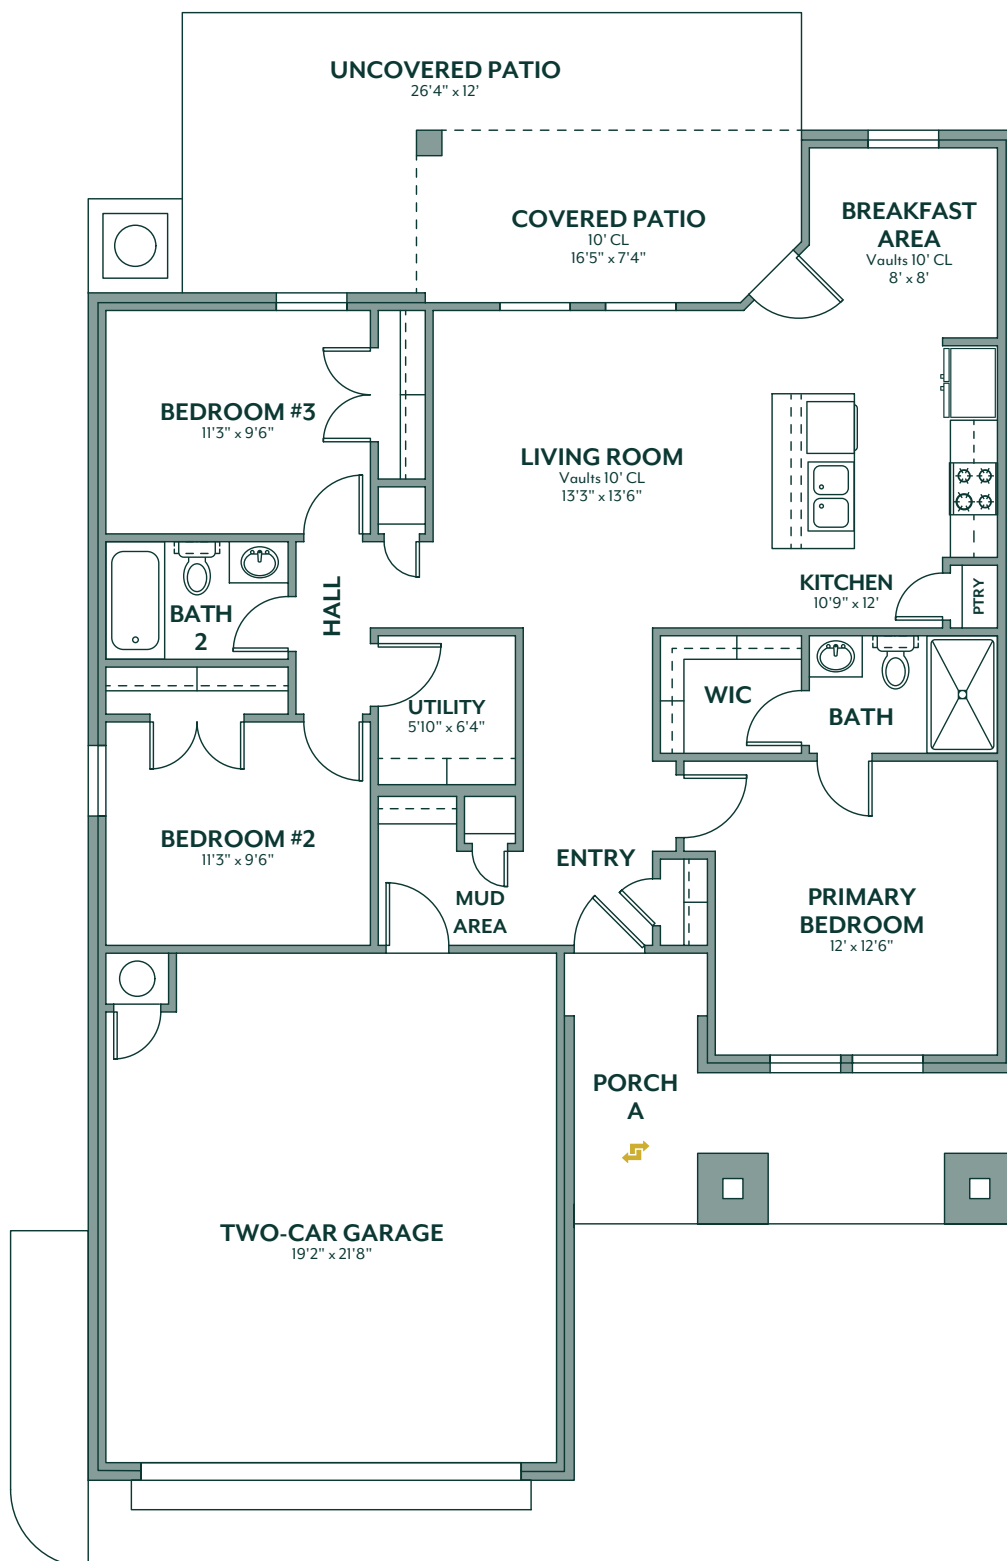 UNCOVERED PATIO
26'4" x 12'
COVERED PATIO
10' CL
16'5" x 7'4"
BREAKFAST
AREA
Vaults 10' CL
8' x 8'
BEDROOM #3
11'3" x 9'6"
LIVING ROOM
Vaults 10' CL
13'3" x 13'6"
KITCHEN
10'9" x 12'
PTRY
BATH
2
HALL
UTILITY
5'10" x 6'4"
WIC
BATH
BEDROOM #2
11'3" x 9'6"
ENTRY
MUD
AREA
PRIMARY
BEDROOM
12' x 12'6"
PORCH
A
TWO-CAR GARAGE
19'2" x 21'8"